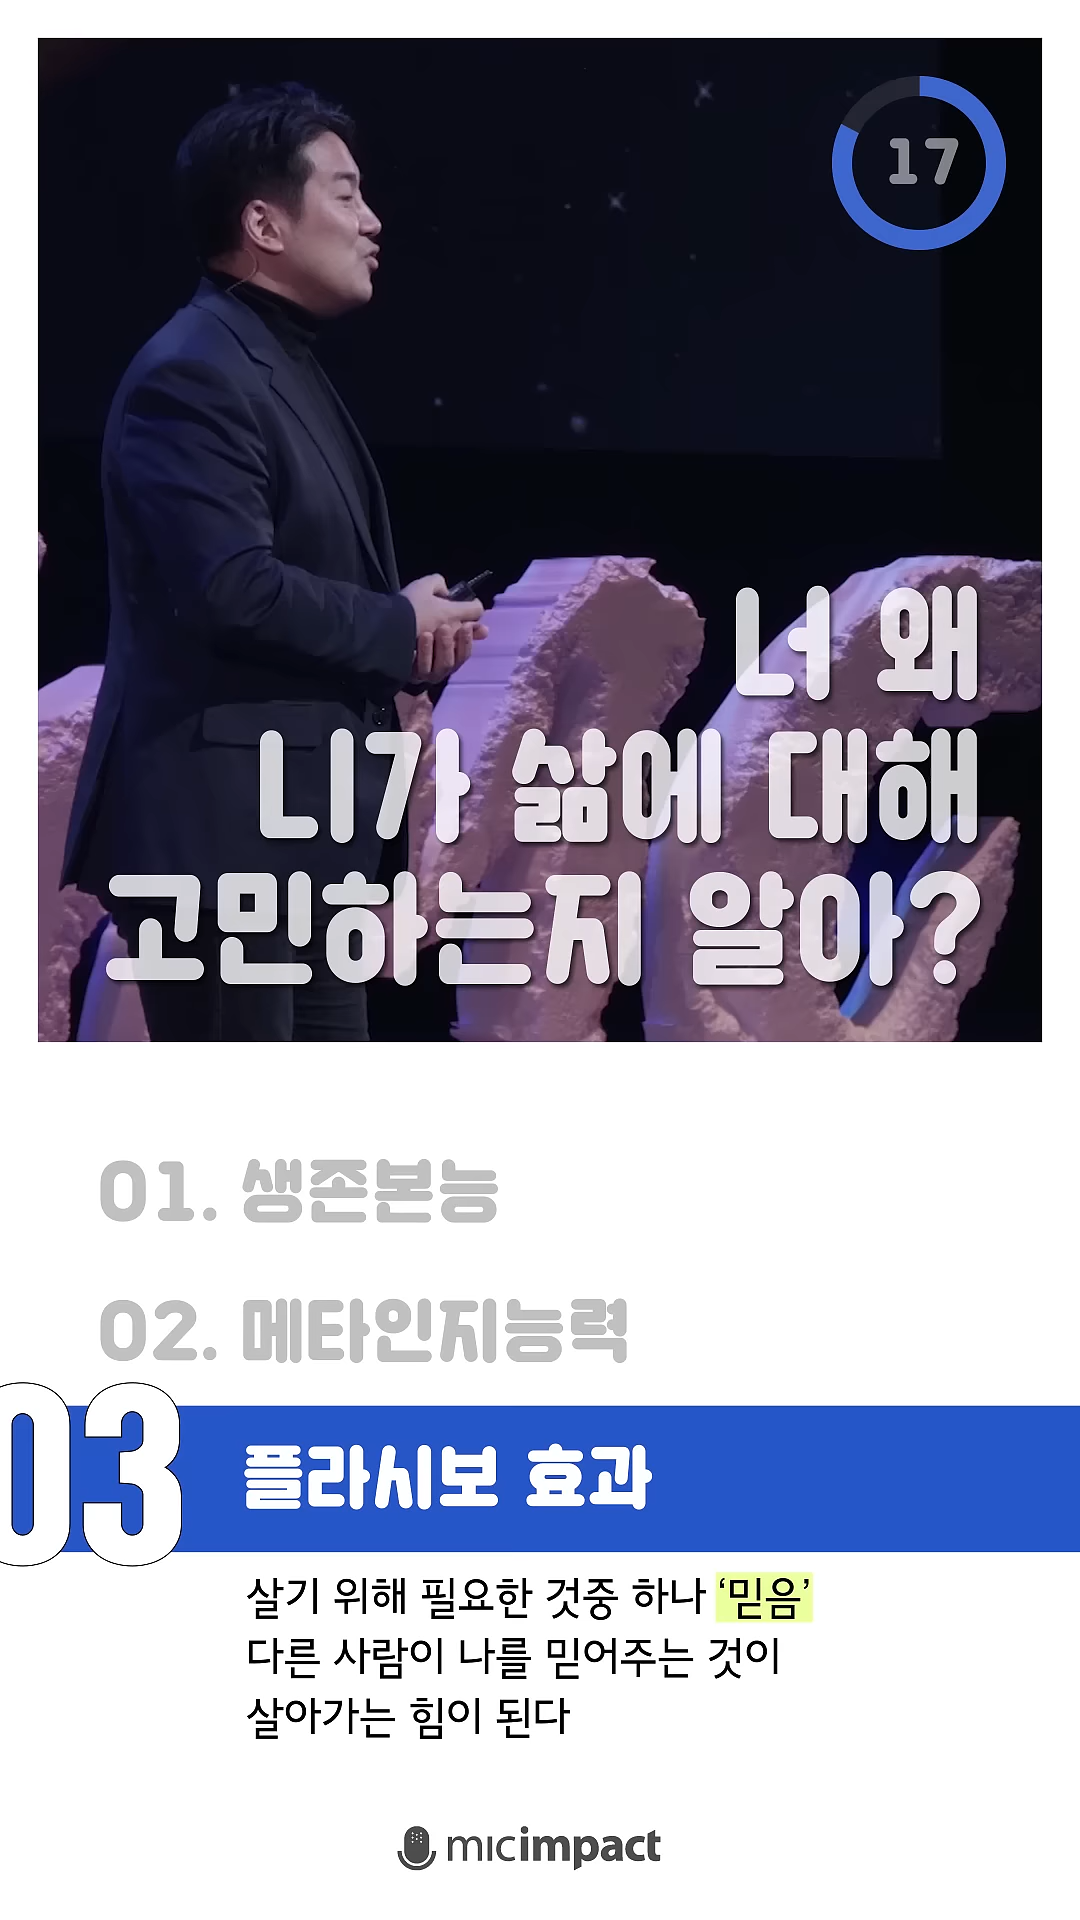 17
너 왜
니가 삶에 대해
고민하는지 알아?
01. 생존본능
02. 메타인지능력
03 플라시보 효과
살기 위해 필요한 것중 하나 ‘믿음’
다른 사람이 나를 믿어주는 것이
살아가는 힘이 된다
micimpact